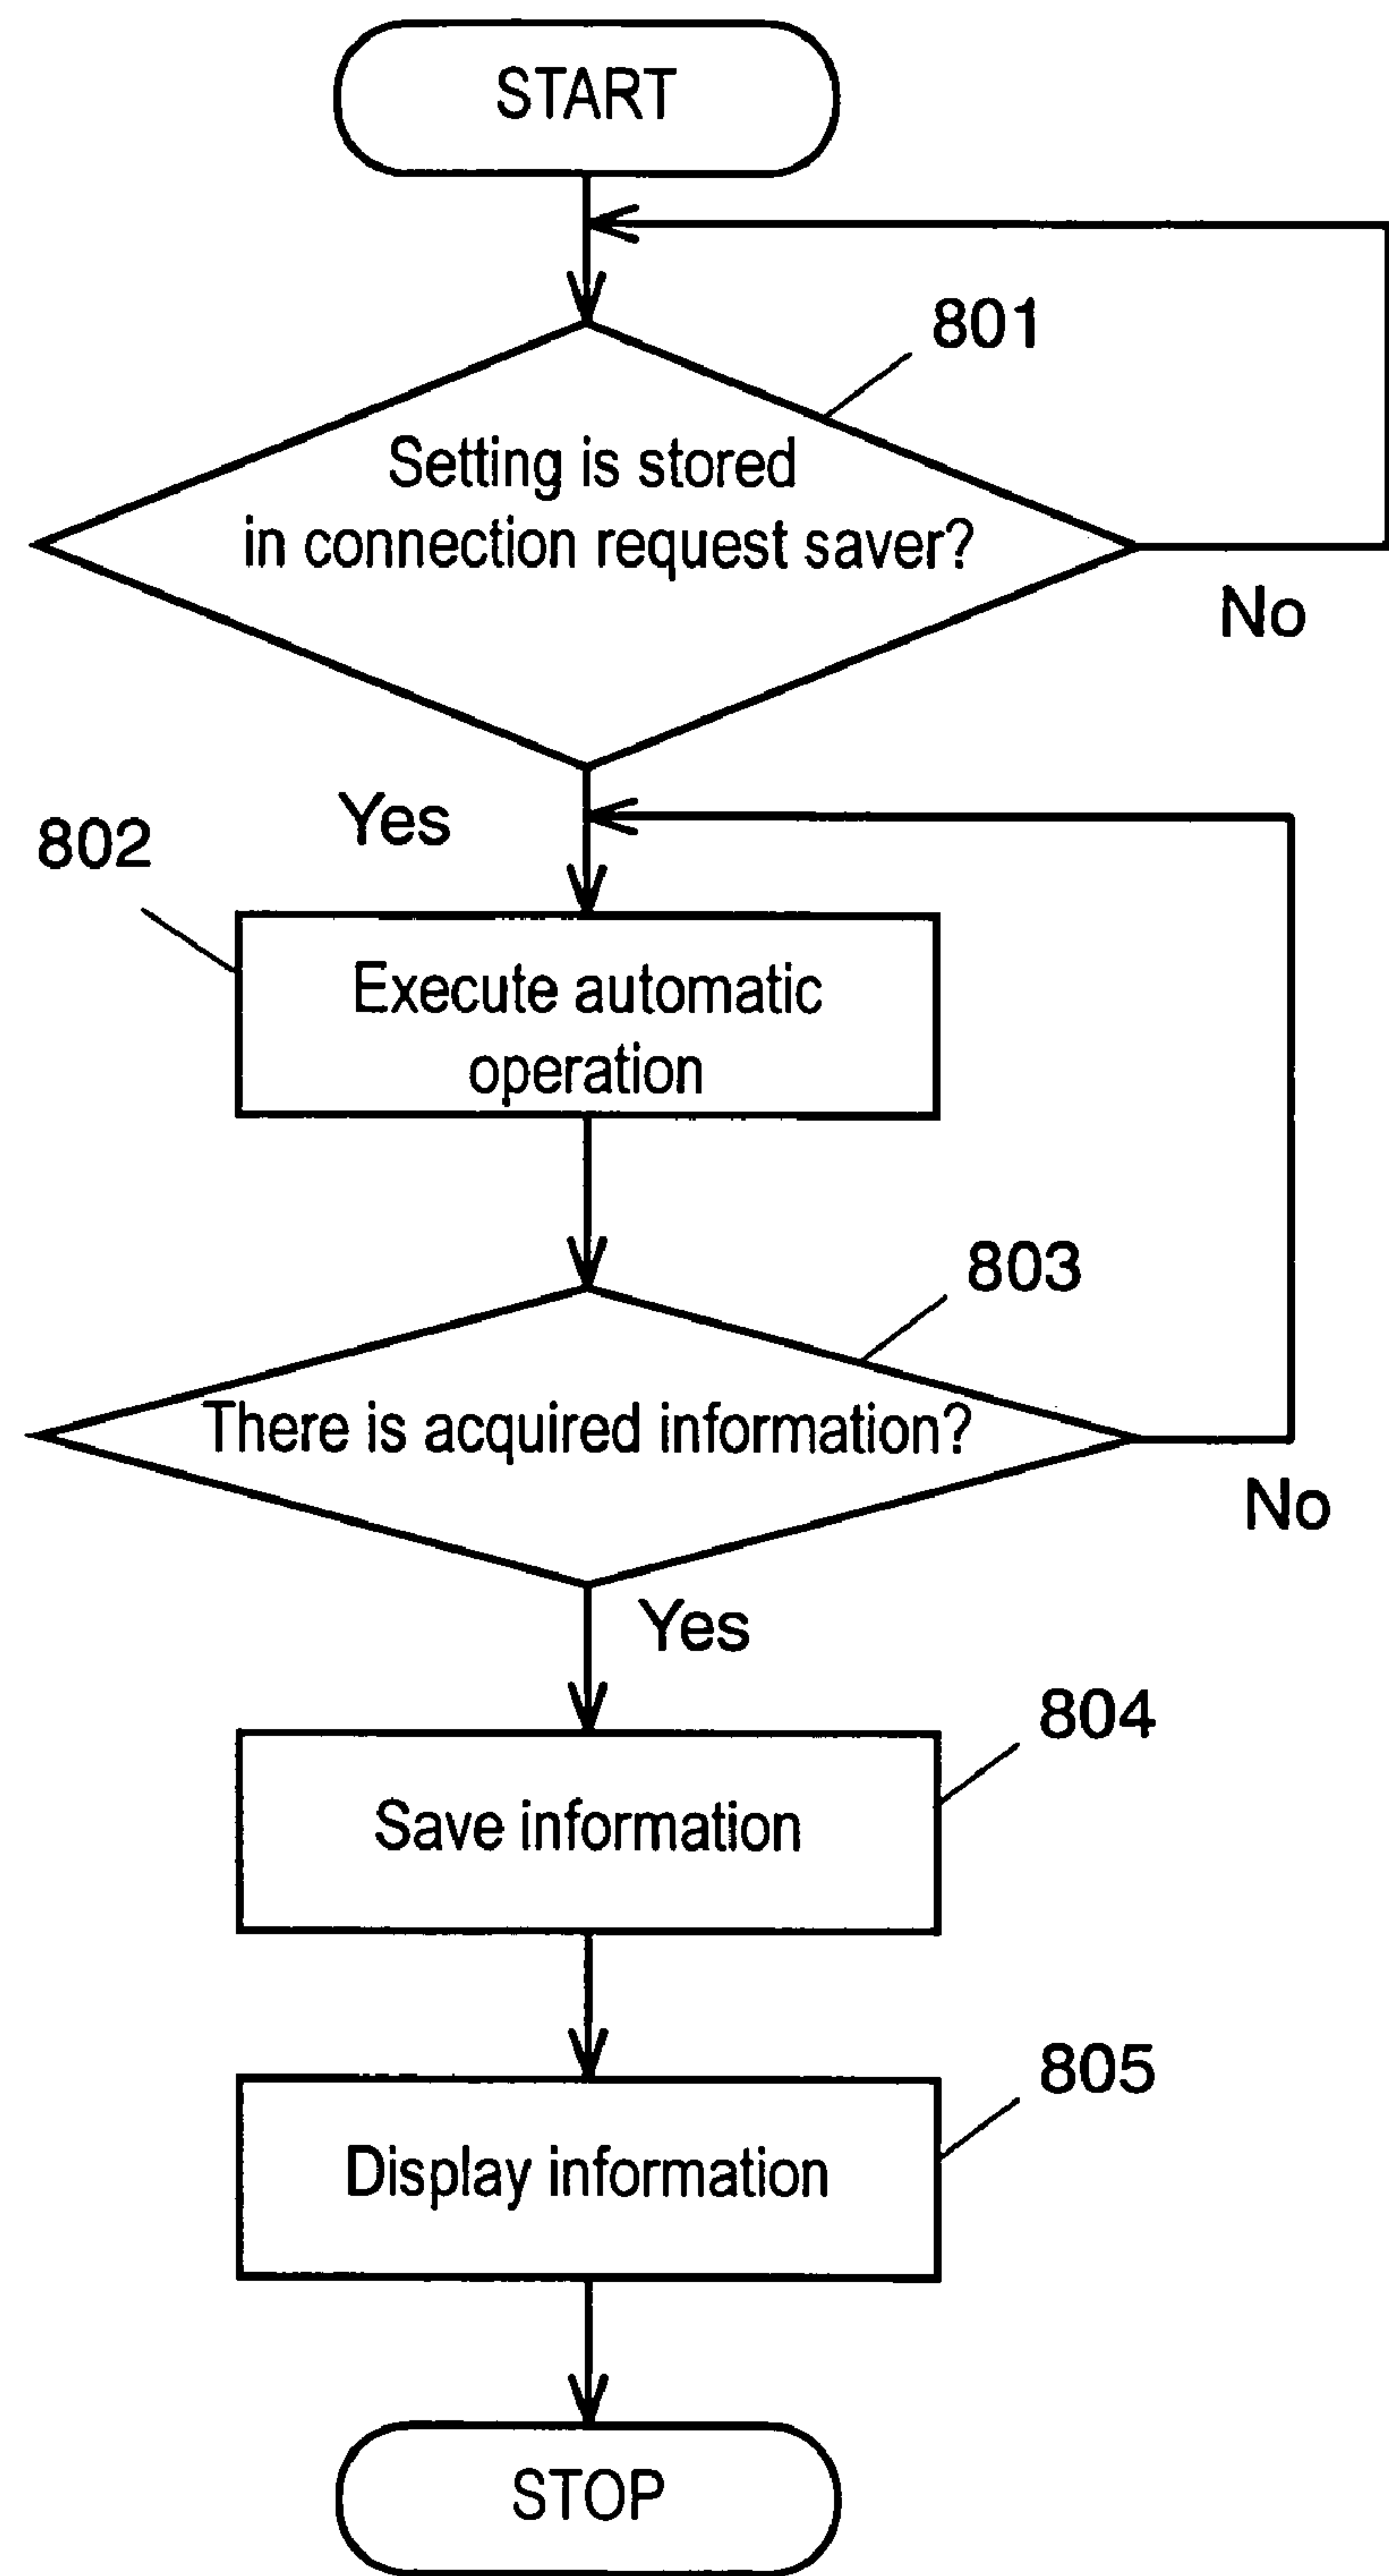 START
801
Setting is stored
in connection request saver?
No
Yes
802
Execute automatic
operation
803
There is acquired information?
No
Yes
804
Save information
805
Display information
STOP